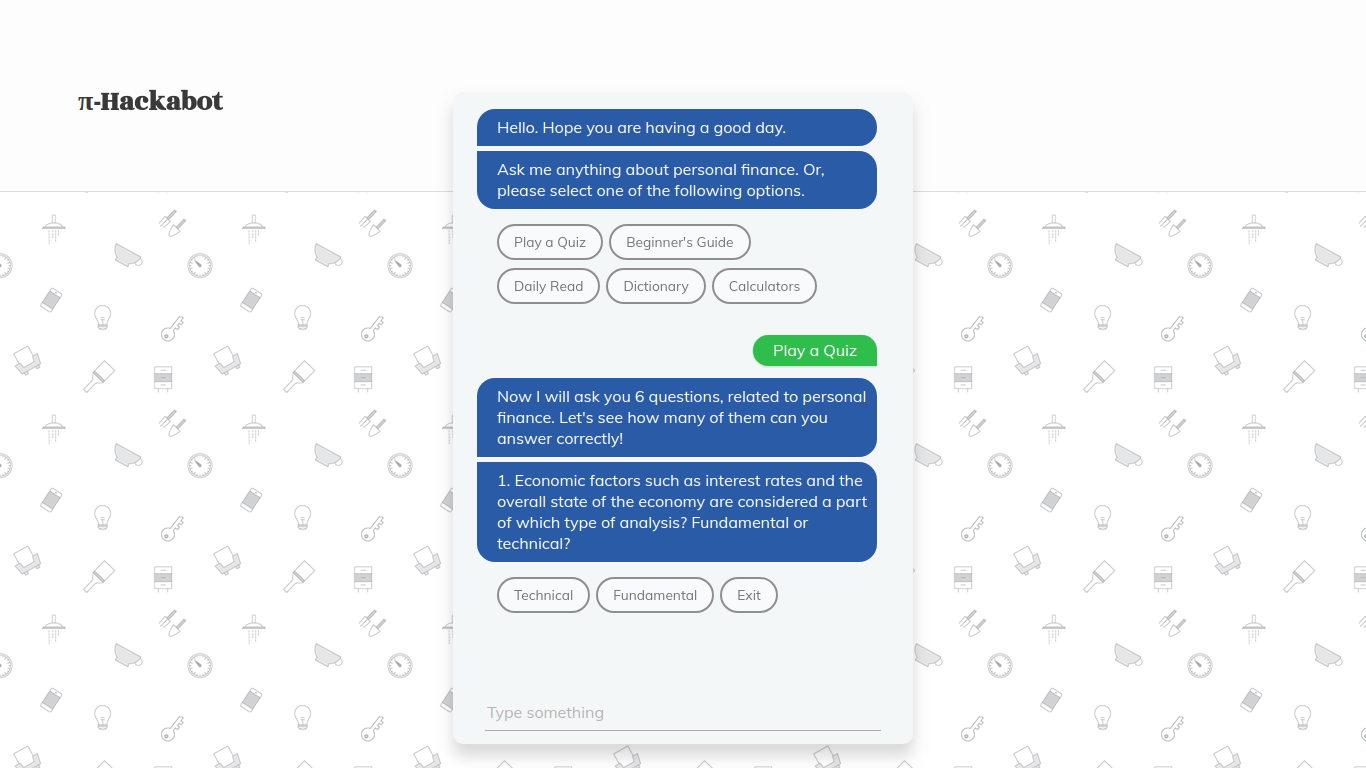 π-Hackabot
Hello. Hope you are having a good day.
Ask me anything about personal finance. Or,
please select one of the following options.
Play a Quiz
Beginner's Guide
Daily Read
Dictionary
Calculators
Play a Quiz
Now I will ask you 6 questions, related to personal
finance. Let's see how many of them can you
answer correctly!
1. Economic factors such as interest rates and the
overall state of the economy are considered a part
of which type of analysis? Fundamental or
technical?
Technical
Fundamental
Exit
Type something